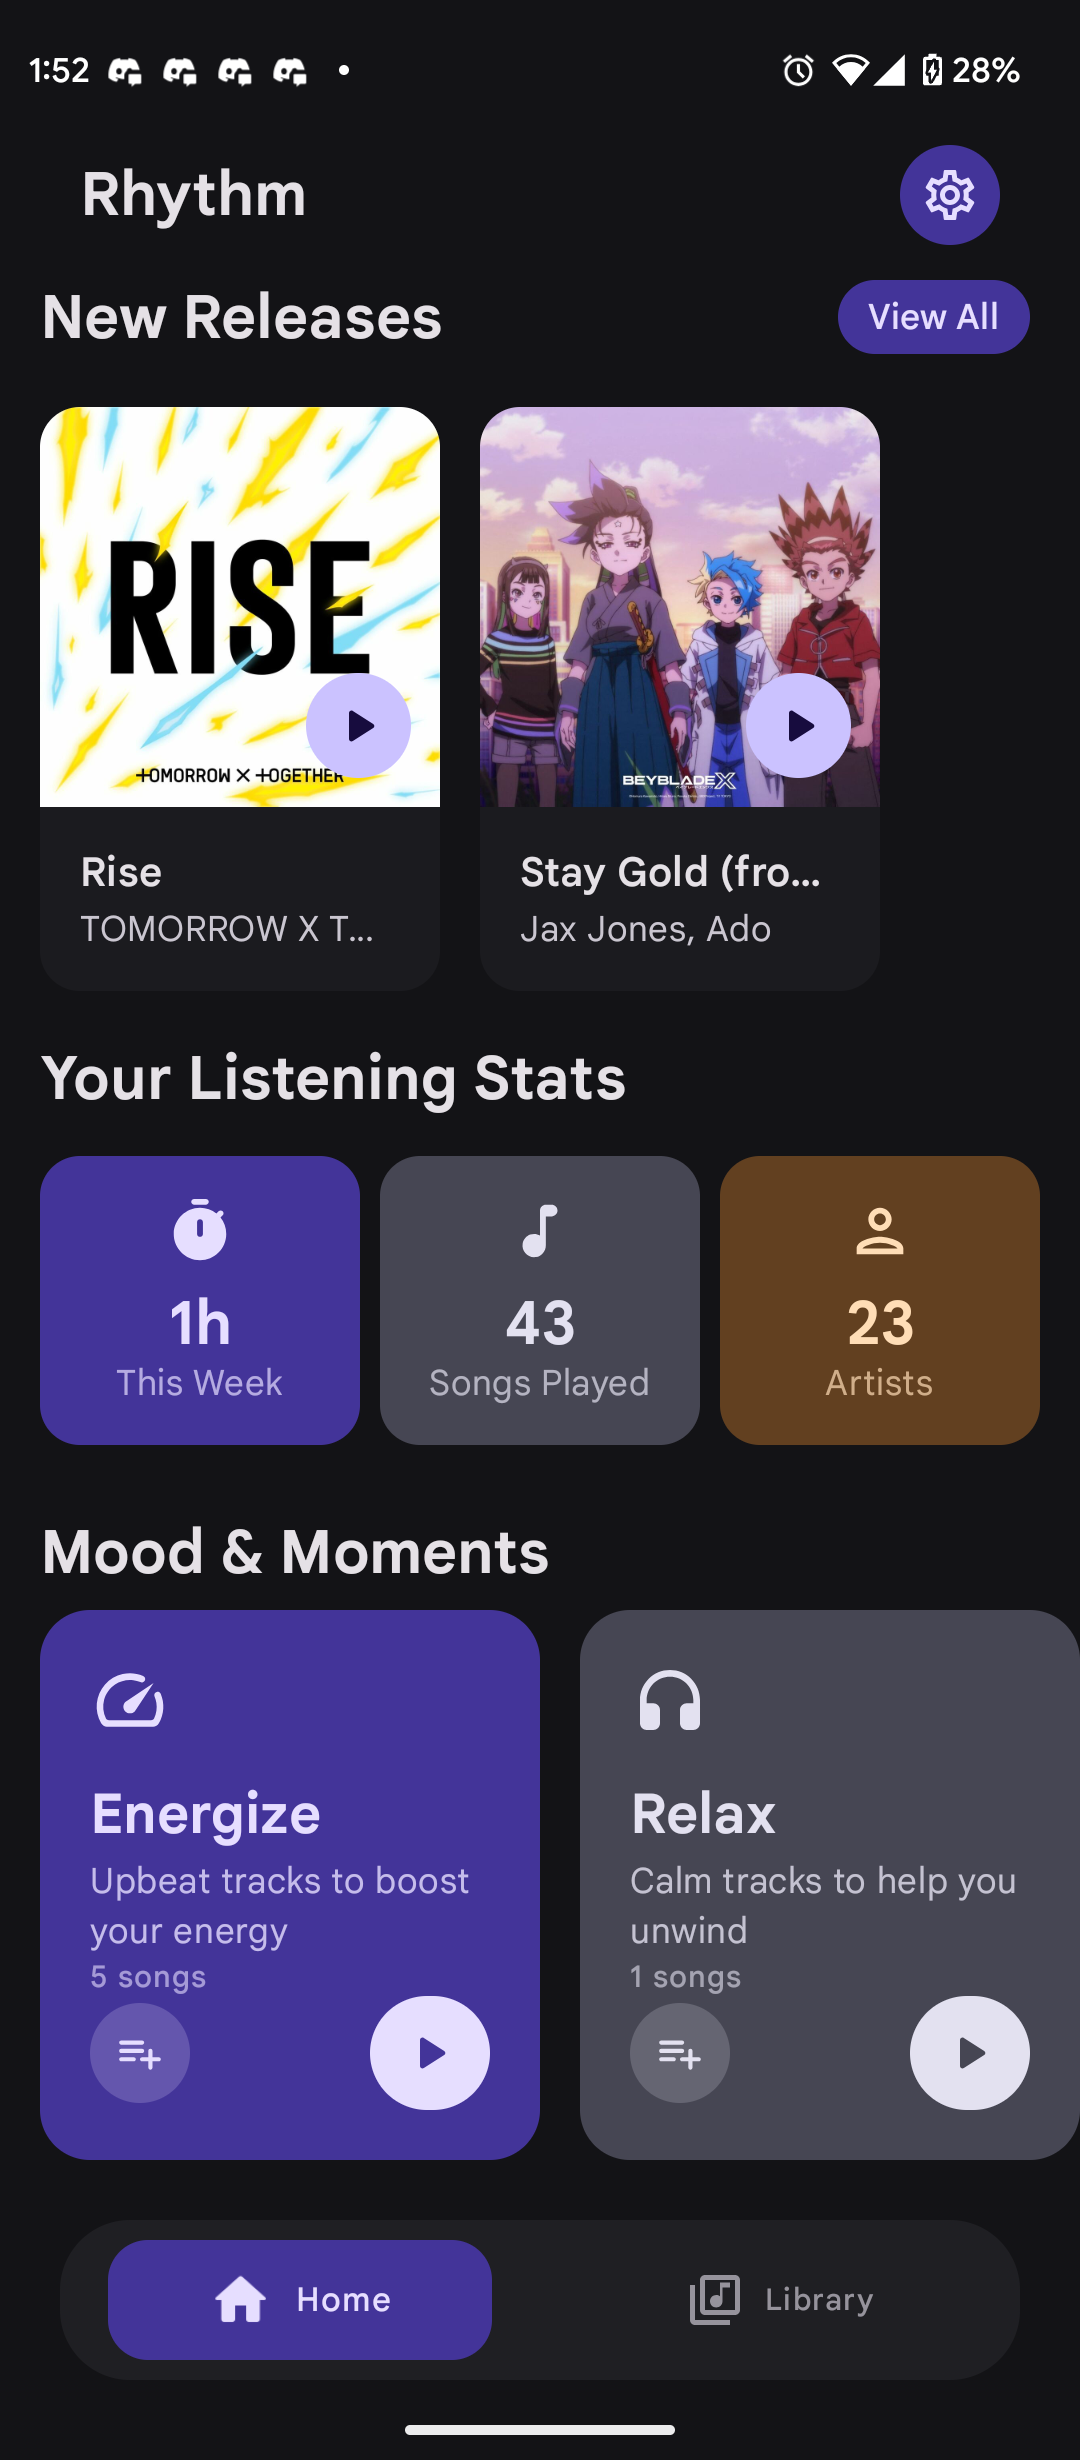 1:52
28%
Rhythm
New Releases
View All
RISE
TOMORROW X TOGETHER
BEYBLADE X
Rise
TOMORROW X T...
Stay Gold (fro...
Jax Jones, Ado
Your Listening Stats
1h
This Week
43
Songs Played
23
Artists
Mood & Moments
Energize
Upbeat tracks to boost
your energy
5 songs
Relax
Calm tracks to help you
unwind
1 songs
Home
Library